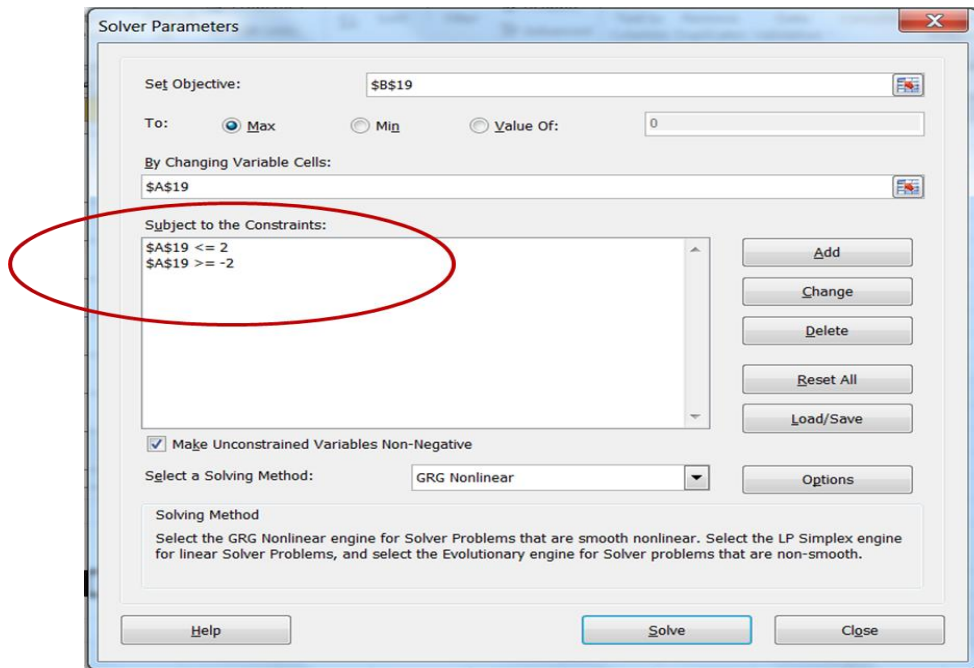 Solver Parameters
Set Objective: $B$19
To: Max Min Value Of: 0
By Changing Variable Cells:
$A$19
Subject to the Constraints:
$A$19 <= 2
$A$19 >= -2
Add
Change
Delete
Reset All
Load/Save
Make Unconstrained Variables Non-Negative
Select a Solving Method: GRG Nonlinear Options
Solving Method
Select the GRG Nonlinear engine for Solver Problems that are smooth nonlinear. Select the LP Simplex engine
for linear Solver Problems, and select the Evolutionary engine for Solver problems that are non-smooth.
Help Solve Close